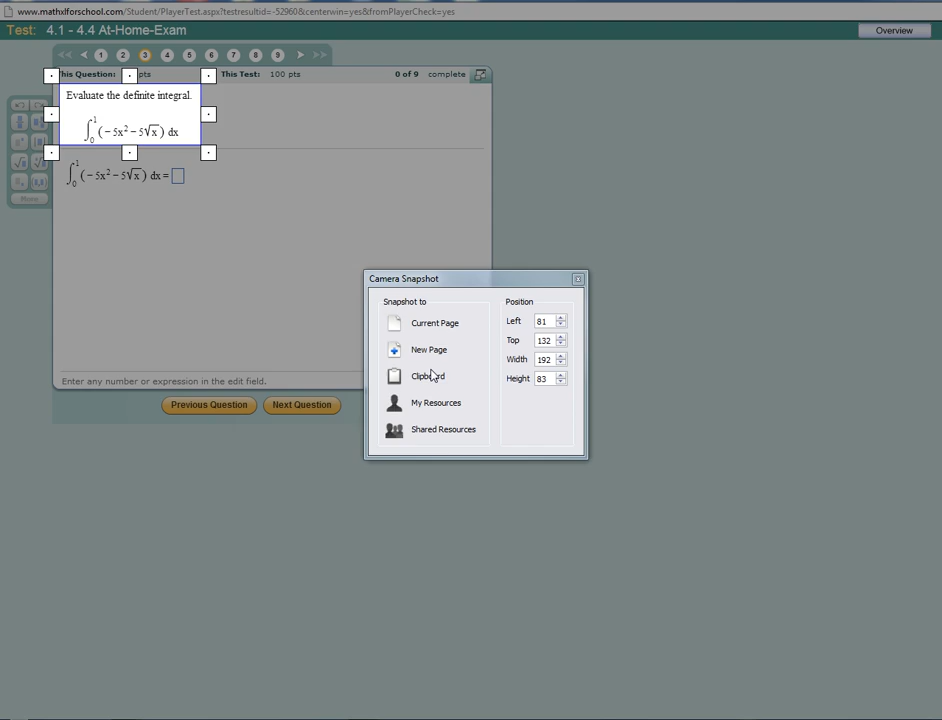 www.mathxlforschool.com/Student/PlayerTest.aspx?testresultid=-52960&centerwin=yes&fromPlayerCheck=yes
Test: 4.1 - 4.4 At-Home-Exam
Overview
1 2 3 4 5 6 7 8 9
This Question: pts This Test: 100 pts 0 of 9 complete
Evaluate the definite integral.
∫₀¹ (− 5x² − 5√x) dx
∫₀¹ (− 5x² − 5√x) dx =
More
Camera Snapshot
Snapshot to
Current Page
New Page
Clipboard
My Resources
Shared Resources
Position
Left 81
Top 132
Width 192
Height 83
Enter any number or expression in the edit field.
Previous Question Next Question